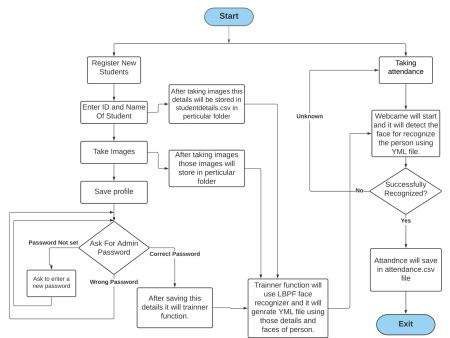 Start
Register New
Students
Enter ID and Name
Of Student
After taking images this
details will be stored in
studentdetails.csv in
perticular folder
Take Images
After taking images
those images will
store in perticular
folder
Save profile
Ask For Admin
Password
Password Not set
Ask to enter a
new password
Wrong Password
Correct Password
After saving this
details it will trainner
function.
Trainner function will
use LBPF face
recognizer and it will
genrate YML file using
those details and
faces of person.
Taking
attendance
Unknown
Webcame will start
and it will detect the
face for recognize
the person using
YML file.
Successfully
Recognized?
No
Yes
Attandnce will save
in attendance.csv
file
Exit